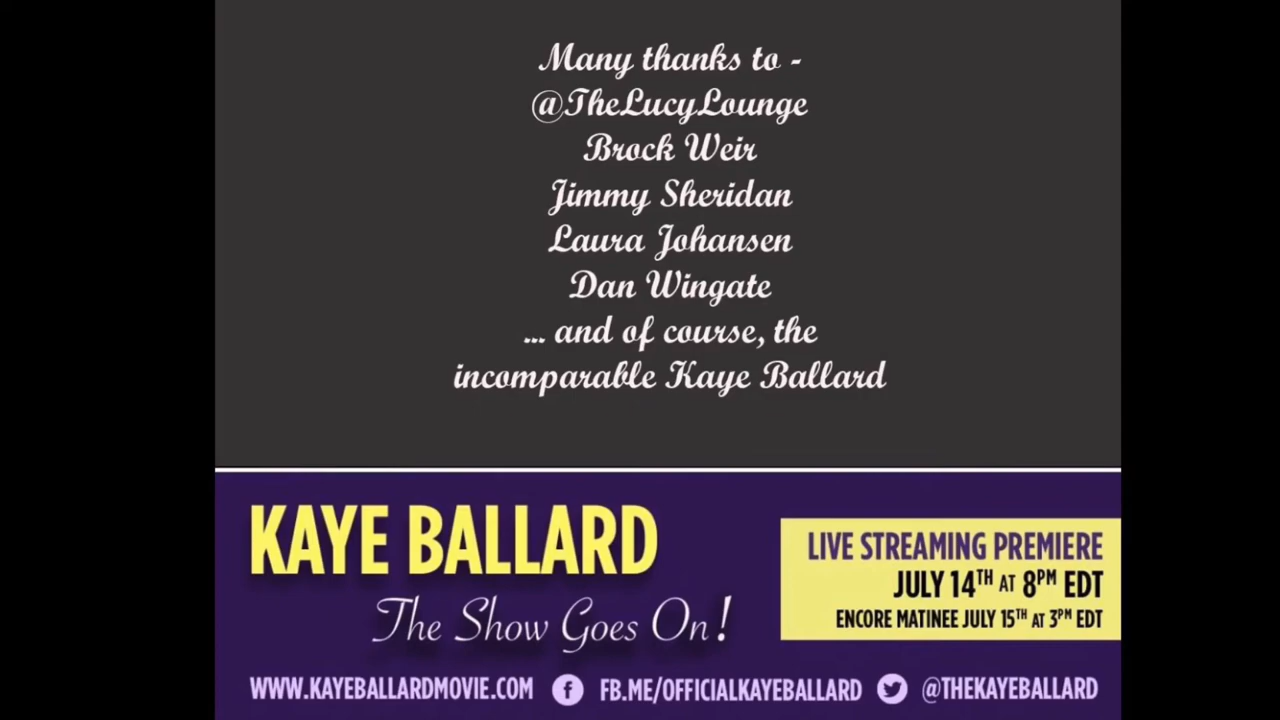 Many thanks to -
@TheLucyLounge
Brock Weir
Jimmy Sheridan
Laura Johansen
Dan Wingate
... and of course, the
incomparable Kaye Ballard
KAYE BALLARD
The Show Goes On!
LIVE STREAMING PREMIERE
JULY 14TH AT 8PM EDT
ENCORE MATINEE JULY 15TH AT 3PM EDT
WWW.KAYEBALLARDMOVIE.COM f FB.ME/OFFICIALKAYEBALLARD @THEKAYEBALLARD